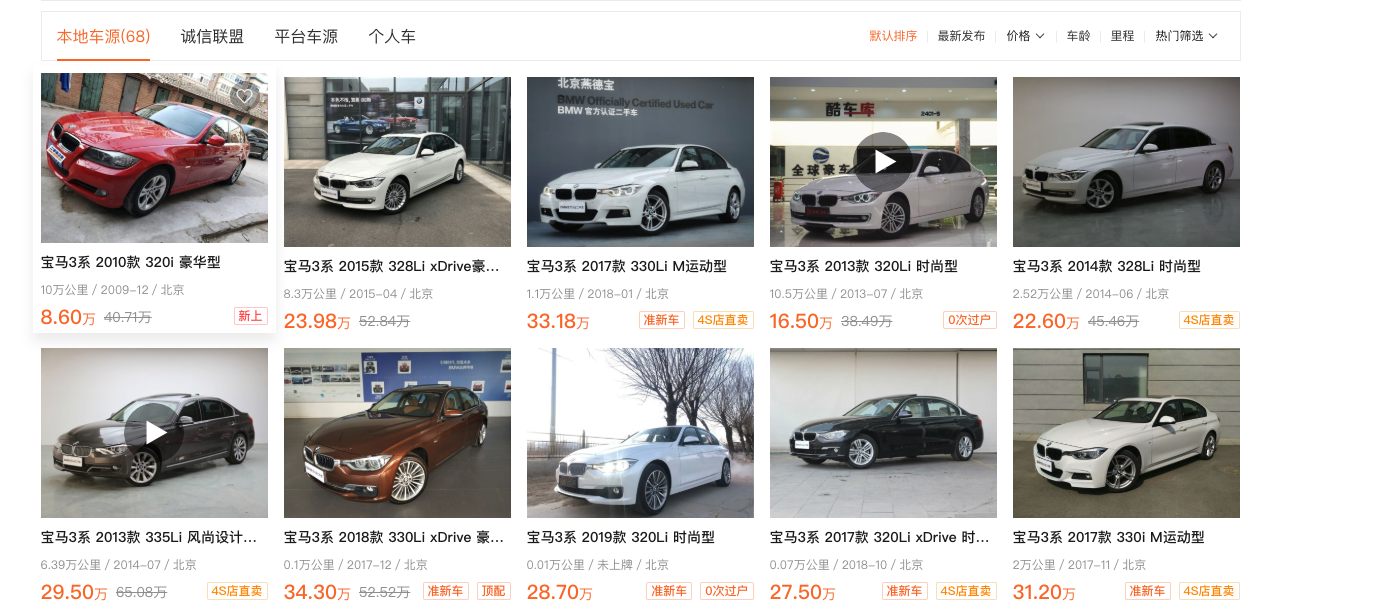 本地车源(68) 诚信联盟 平台车源 个人车 默认排序 最新发布 价格 车龄 里程 热门筛选
北京燕德宝
BMW Officially Certified Used Car
BMW 官方认证二手车
酷车库
2401-5
全球豪车
宝马3系 2010款 320i 豪华型
10万公里 / 2009-12 / 北京
8.60万 40.71万 新上
宝马3系 2015款 328Li xDrive豪...
8.3万公里 / 2015-04 / 北京
23.98万 52.84万
宝马3系 2017款 330Li M运动型
1.1万公里 / 2018-01 / 北京
33.18万 准新车 4S店直卖
宝马3系 2013款 320Li 时尚型
10.5万公里 / 2013-07 / 北京
16.50万 38.49万 0次过户
宝马3系 2014款 328Li 时尚型
2.52万公里 / 2014-06 / 北京
22.60万 45.46万 4S店直卖
宝马3系 2013款 335Li 风尚设计...
6.39万公里 / 2014-07 / 北京
29.50万 65.08万 4S店直卖
宝马3系 2018款 330Li xDrive 豪...
0.1万公里 / 2017-12 / 北京
34.30万 52.52万 准新车 顶配
宝马3系 2019款 320Li 时尚型
0.01万公里 / 未上牌 / 北京
28.70万 准新车 0次过户
宝马3系 2017款 320Li xDrive 时...
0.07万公里 / 2018-10 / 北京
27.50万 准新车 4S店直卖
宝马3系 2017款 330i M运动型
2万公里 / 2017-11 / 北京
31.20万 准新车 4S店直卖